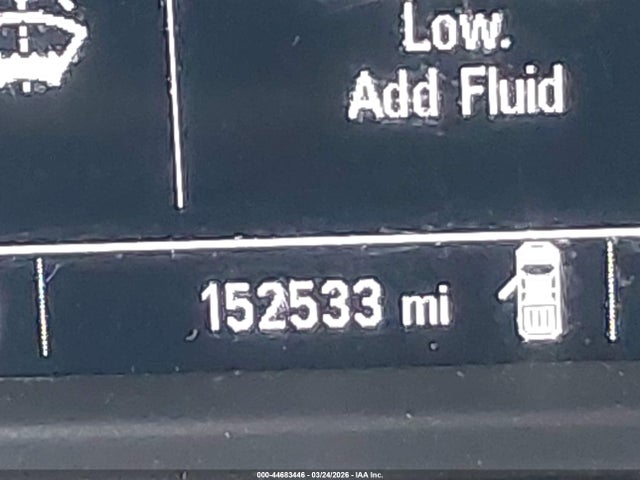 Low.
Add Fluid
152533 mi
000-44683446 - 03/24/2026 - IAA Inc.